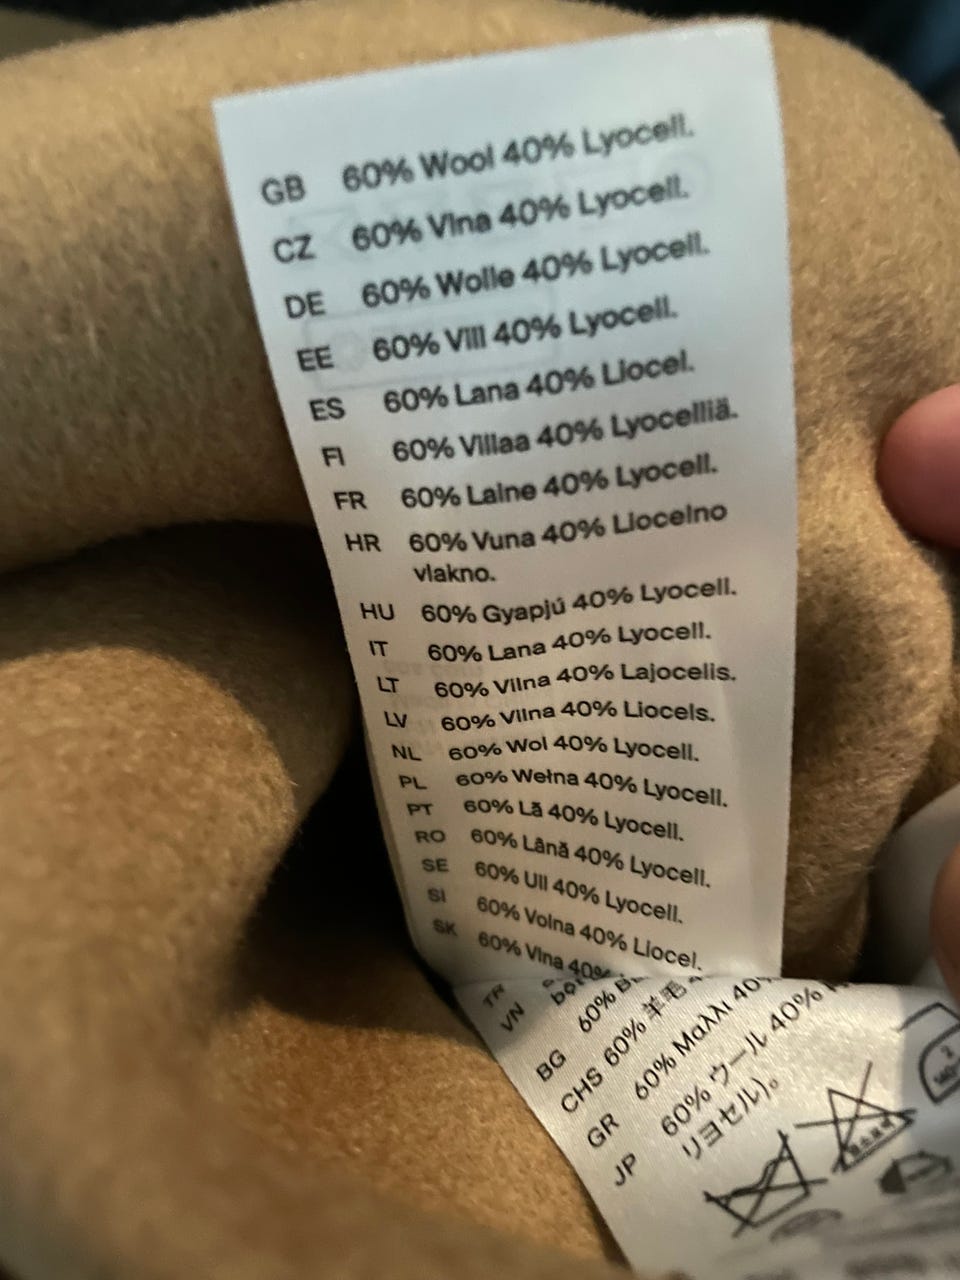 GB 60% Wool 40% Lyocell.
CZ 60% Vlna 40% Lyocell.
DE 60% Wolle 40% Lyocell.
EE 60% Vill 40% Lyocell.
ES 60% Lana 40% Liocel.
FI 60% Villaa 40% Lyocelliä.
FR 60% Laine 40% Lyocell.
HR 60% Vuna 40% Liocelno
vlakno.
HU 60% Gyapjú 40% Lyocell.
IT 60% Lana 40% Lyocell.
LT 60% Vilna 40% Lajocelis.
LV 60% Vilna 40% Liocels.
NL 60% Wol 40% Lyocell.
PL 60% Wełna 40% Lyocell.
PT 60% Lã 40% Lyocell.
RO 60% Lână 40% Lyocell.
SE 60% Ull 40% Lyocell.
SI 60% Volna 40% Liocel.
SK 60% Vlna 40%
TR
VN
BG 60%
CHS 60% 羊毛
GR 60% Μαλλι 40%
JP 60% ウール 40%
リヨセル)。